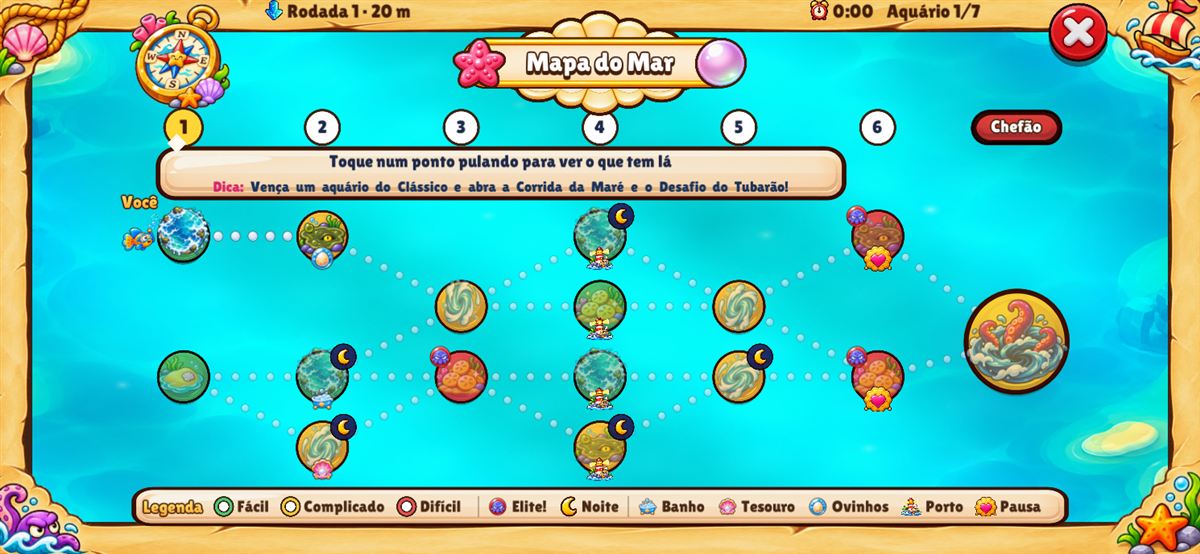 Rodada 1 · 20 m
0:00 Aquário 1/7
N
W E
S
Mapa do Mar
1 2 3 4 5 6 Chefão
Toque num ponto pulando para ver o que tem lá
Dica: Vença um aquário do Clássico e abra a Corrida da Maré e o Desafio do Tubarão!
Você
Legenda Fácil Complicado Difícil Elite! Noite Banho Tesouro Ovinhos Porto Pausa